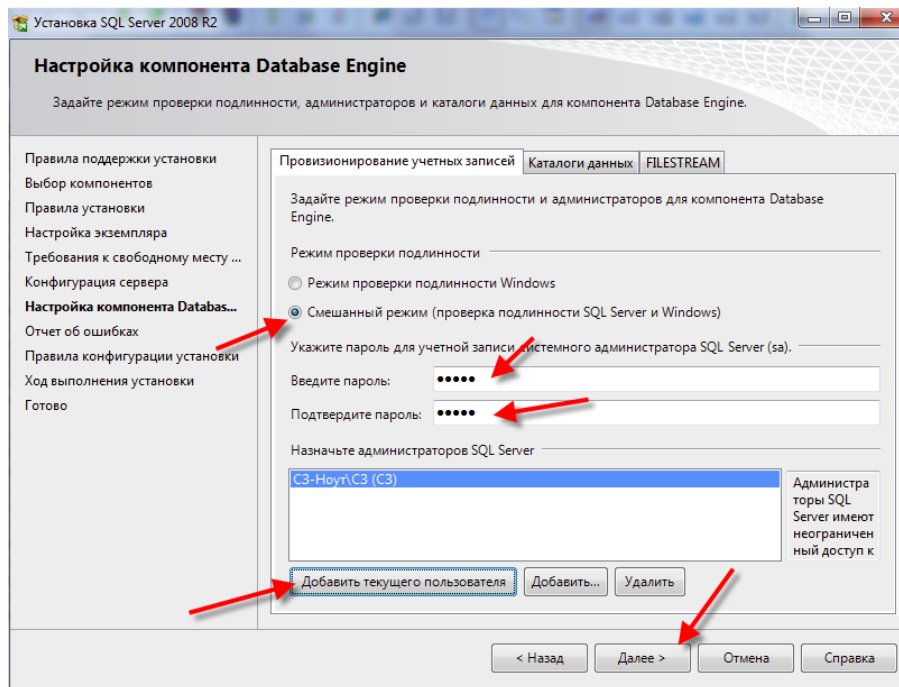 Установка SQL Server 2008 R2
Настройка компонента Database Engine
Задайте режим проверки подлинности, администраторов и каталоги данных для компонента Database Engine.
Правила поддержки установки
Выбор компонентов
Правила установки
Настройка экземпляра
Требования к свободному месту ...
Конфигурация сервера
Настройка компонента Databas...
Отчет об ошибках
Правила конфигурации установки
Ход выполнения установки
Готово
Провизионирование учетных записей
Каталоги данных
FILESTREAM
Задайте режим проверки подлинности и администраторов для компонента Database
Engine.
Режим проверки подлинности
Режим проверки подлинности Windows
Смешанный режим (проверка подлинности SQL Server и Windows)
Укажите пароль для учетной записи системного администратора SQL Server (sa).
Введите пароль: •••••
Подтвердите пароль: •••••
Назначьте администраторов SQL Server
С3-Ноут\С3 (С3)
Администра
торы SQL
Server имеют
неограничен
ный доступ к
Добавить текущего пользователя
Добавить...
Удалить
< Назад
Далее >
Отмена
Справка